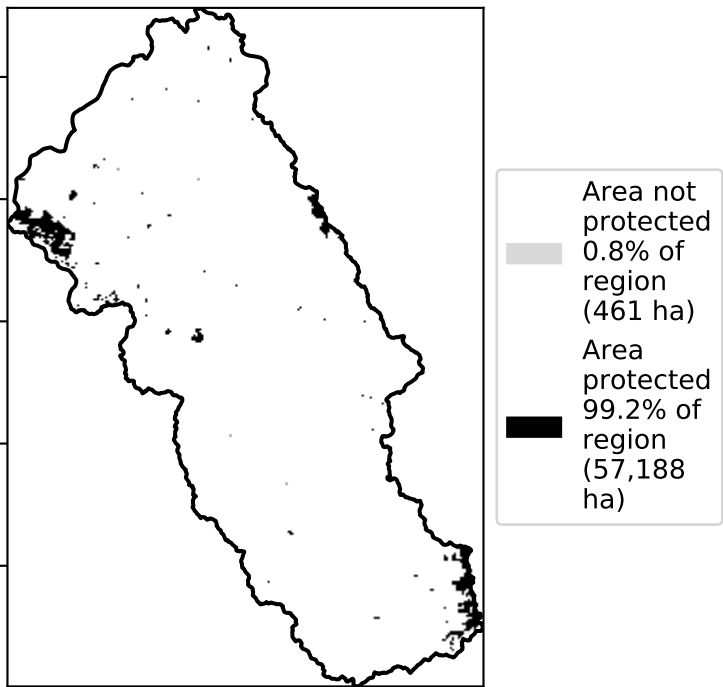 Area not
protected
0.8% of
region
(461 ha)
Area
protected
99.2% of
region
(57,188
ha)